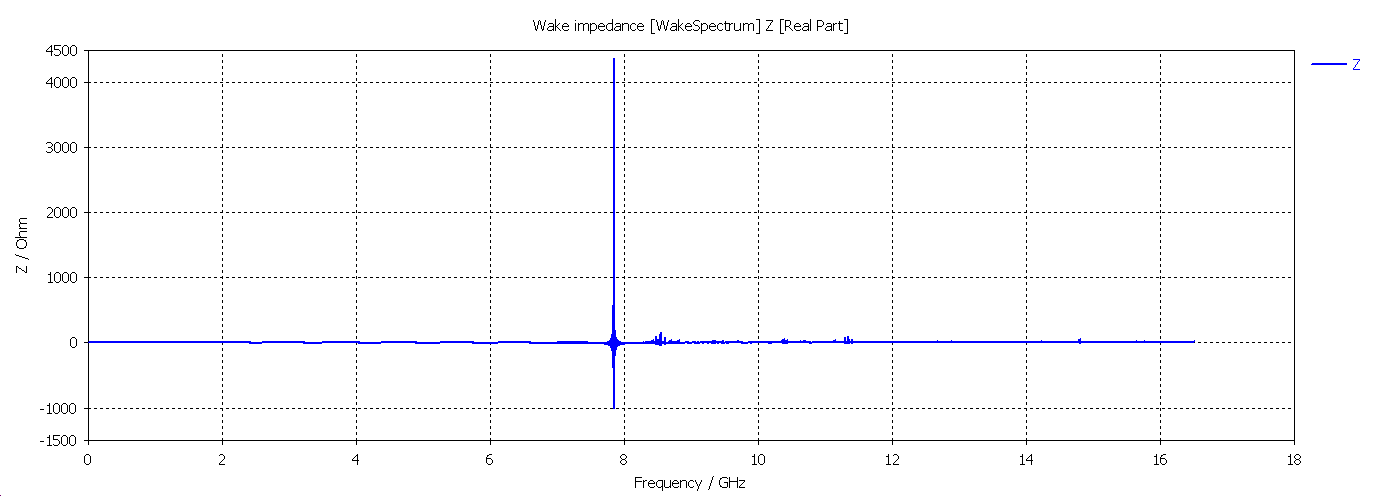 Wake impedance [WakeSpectrum] Z [Real Part]
4500
Z
4000
3000
2000
Z / Ohm
1000
0
-1000
-1500
0 2 4 6 8 10 12 14 16 18
Frequency / GHz